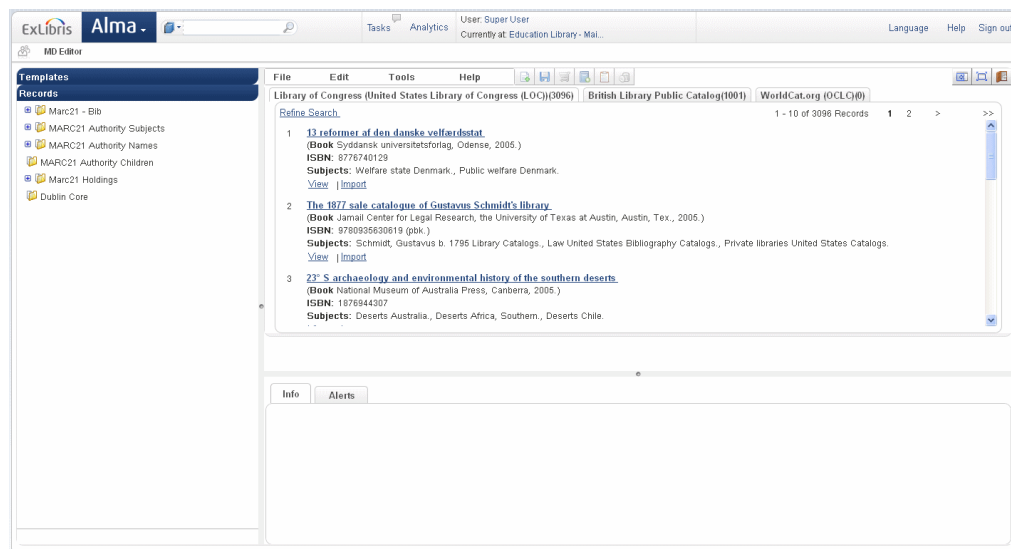 ExLibris Alma User: Super User
Tasks Analytics Currently at: Education Library - Mai... Language Help Sign out
MD Editor
Templates
Records
Marc21 - Bib
MARC21 Authority Subjects
MARC21 Authority Names
MARC21 Authority Children
Marc21 Holdings
Dublin Core
File Edit Tools Help
Library of Congress (United States Library of Congress (LOC))(3096) British Library Public Catalog(1001) WorldCat.org (OCLC)(0)
Refine Search 1 - 10 of 3096 Records 1 2 > >>
1 13 reformer af den danske velfærdsstat
(Book Syddansk universitetsforlag, Odense, 2005.)
ISBN: 8776740129
Subjects: Welfare state Denmark., Public welfare Denmark.
View | Import
2 The 1877 sale catalogue of Gustavus Schmidt's library
(Book Jamail Center for Legal Research, the University of Texas at Austin, Austin, Tex., 2005.)
ISBN: 9780935630619 (pbk.)
Subjects: Schmidt, Gustavus b. 1795 Library Catalogs., Law United States Bibliography Catalogs., Private libraries United States Catalogs.
View | Import
3 23° S archaeology and environmental history of the southern deserts
(Book National Museum of Australia Press, Canberra, 2005.)
ISBN: 1876944307
Subjects: Deserts Australia., Deserts Africa, Southern., Deserts Chile.
Info Alerts